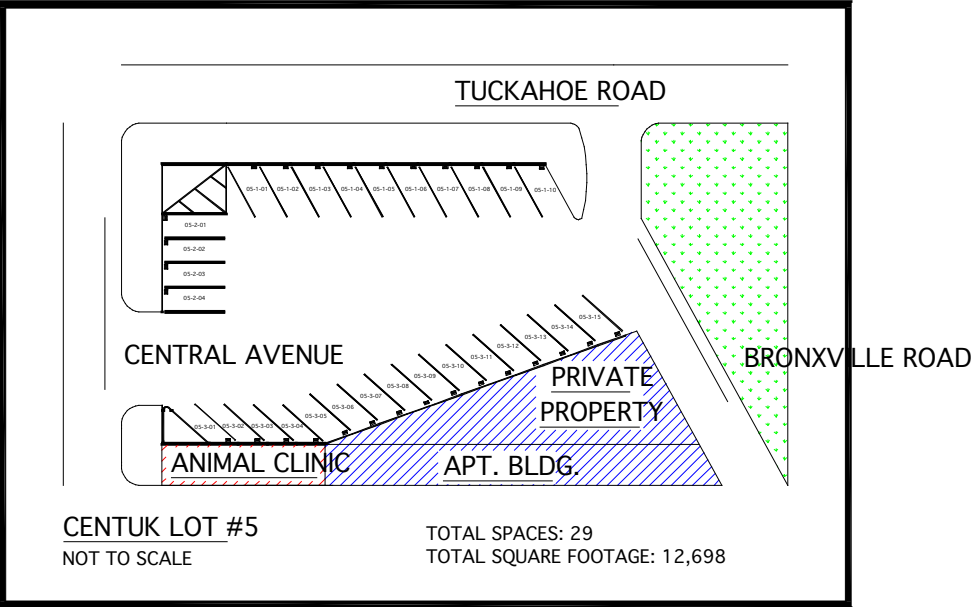 TUCKAHOE ROAD
05-1-01
05-1-02
05-1-03
05-1-04
05-1-05
05-1-06
05-1-07
05-1-08
05-1-09
05-1-10
05-2-01
05-2-02
05-2-03
05-2-04
05-3-15
05-3-14
05-3-13
05-3-12
05-3-11
05-3-10
05-3-09
05-3-08
05-3-07
05-3-06
05-3-05
05-3-04
05-3-03
05-3-02
05-3-01
CENTRAL AVENUE
BRONXVILLE ROAD
PRIVATE
PROPERTY
ANIMAL CLINIC
APT. BLDG.
CENTUK LOT #5
NOT TO SCALE
TOTAL SPACES: 29
TOTAL SQUARE FOOTAGE: 12,698